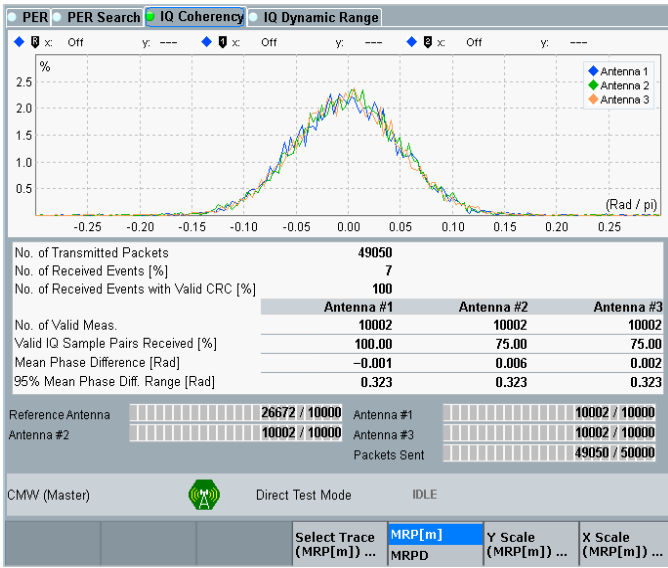 PER PER Search IQ Coherency IQ Dynamic Range
R x: Off y: --- 1 x: Off y: --- 2 x: Off y: ---
%
Antenna 1
Antenna 2
Antenna 3
2.5
2.0
1.5
1.0
0.5
(Rad / pi)
-0.25 -0.20 -0.15 -0.10 -0.05 0.00 0.05 0.10 0.15 0.20 0.25
No. of Transmitted Packets 49050
No. of Received Events [%] 7
No. of Received Events with Valid CRC [%] 100
Antenna #1 Antenna #2 Antenna #3
No. of Valid Meas. 10002 10002 10002
Valid IQ Sample Pairs Received [%] 100.00 75.00 75.00
Mean Phase Difference [Rad] −0.001 0.006 0.002
95% Mean Phase Diff. Range [Rad] 0.323 0.323 0.323
Reference Antenna 26672 / 10000 Antenna #1 10002 / 10000
Antenna #2 10002 / 10000 Antenna #3 10002 / 10000
Packets Sent 49050 / 50000
CMW (Master) Direct Test Mode IDLE
Select Trace (MRP[m]) ...
MRP[m]
MRPD
Y Scale (MRP[m]) ...
X Scale (MRP[m]) ...